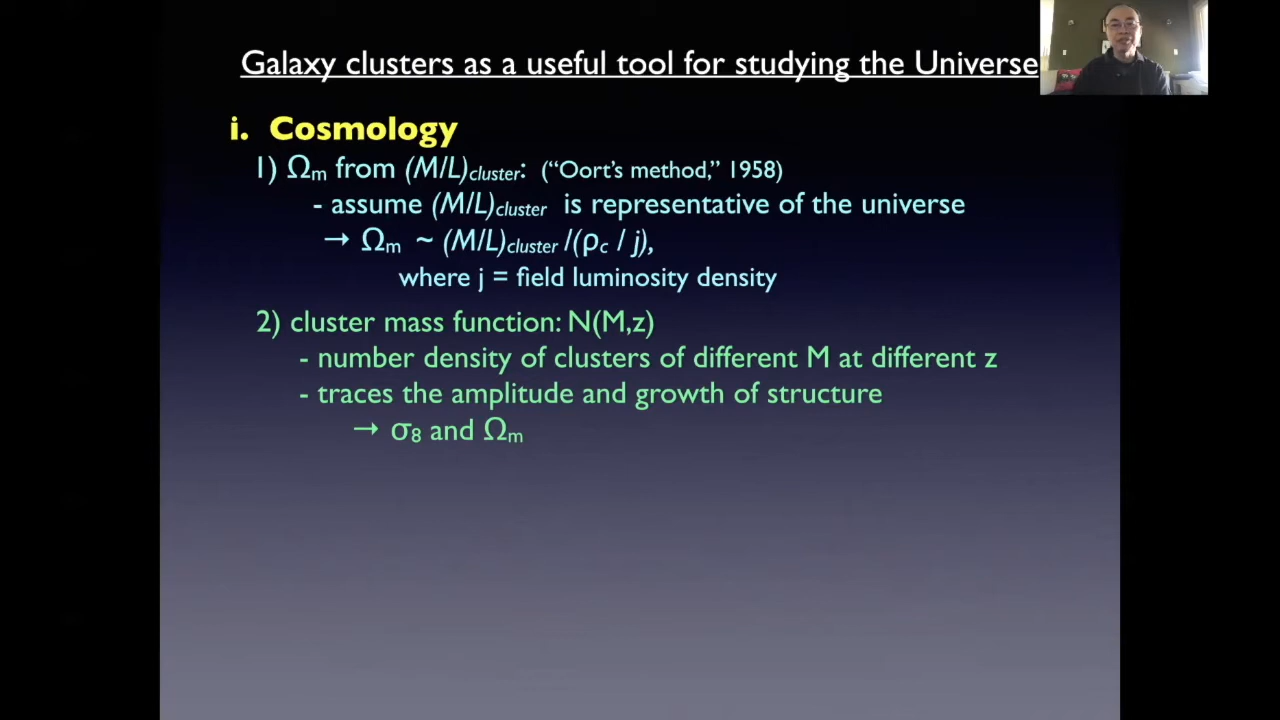 Galaxy clusters as a useful tool for studying the Universe
i. Cosmology
1) Ωm from (M/L)cluster: (“Oort’s method,” 1958)
- assume (M/L)cluster is representative of the universe
→ Ωm ~ (M/L)cluster /(ρc / j),
where j = field luminosity density
2) cluster mass function: N(M,z)
- number density of clusters of different M at different z
- traces the amplitude and growth of structure
→ σ8 and Ωm